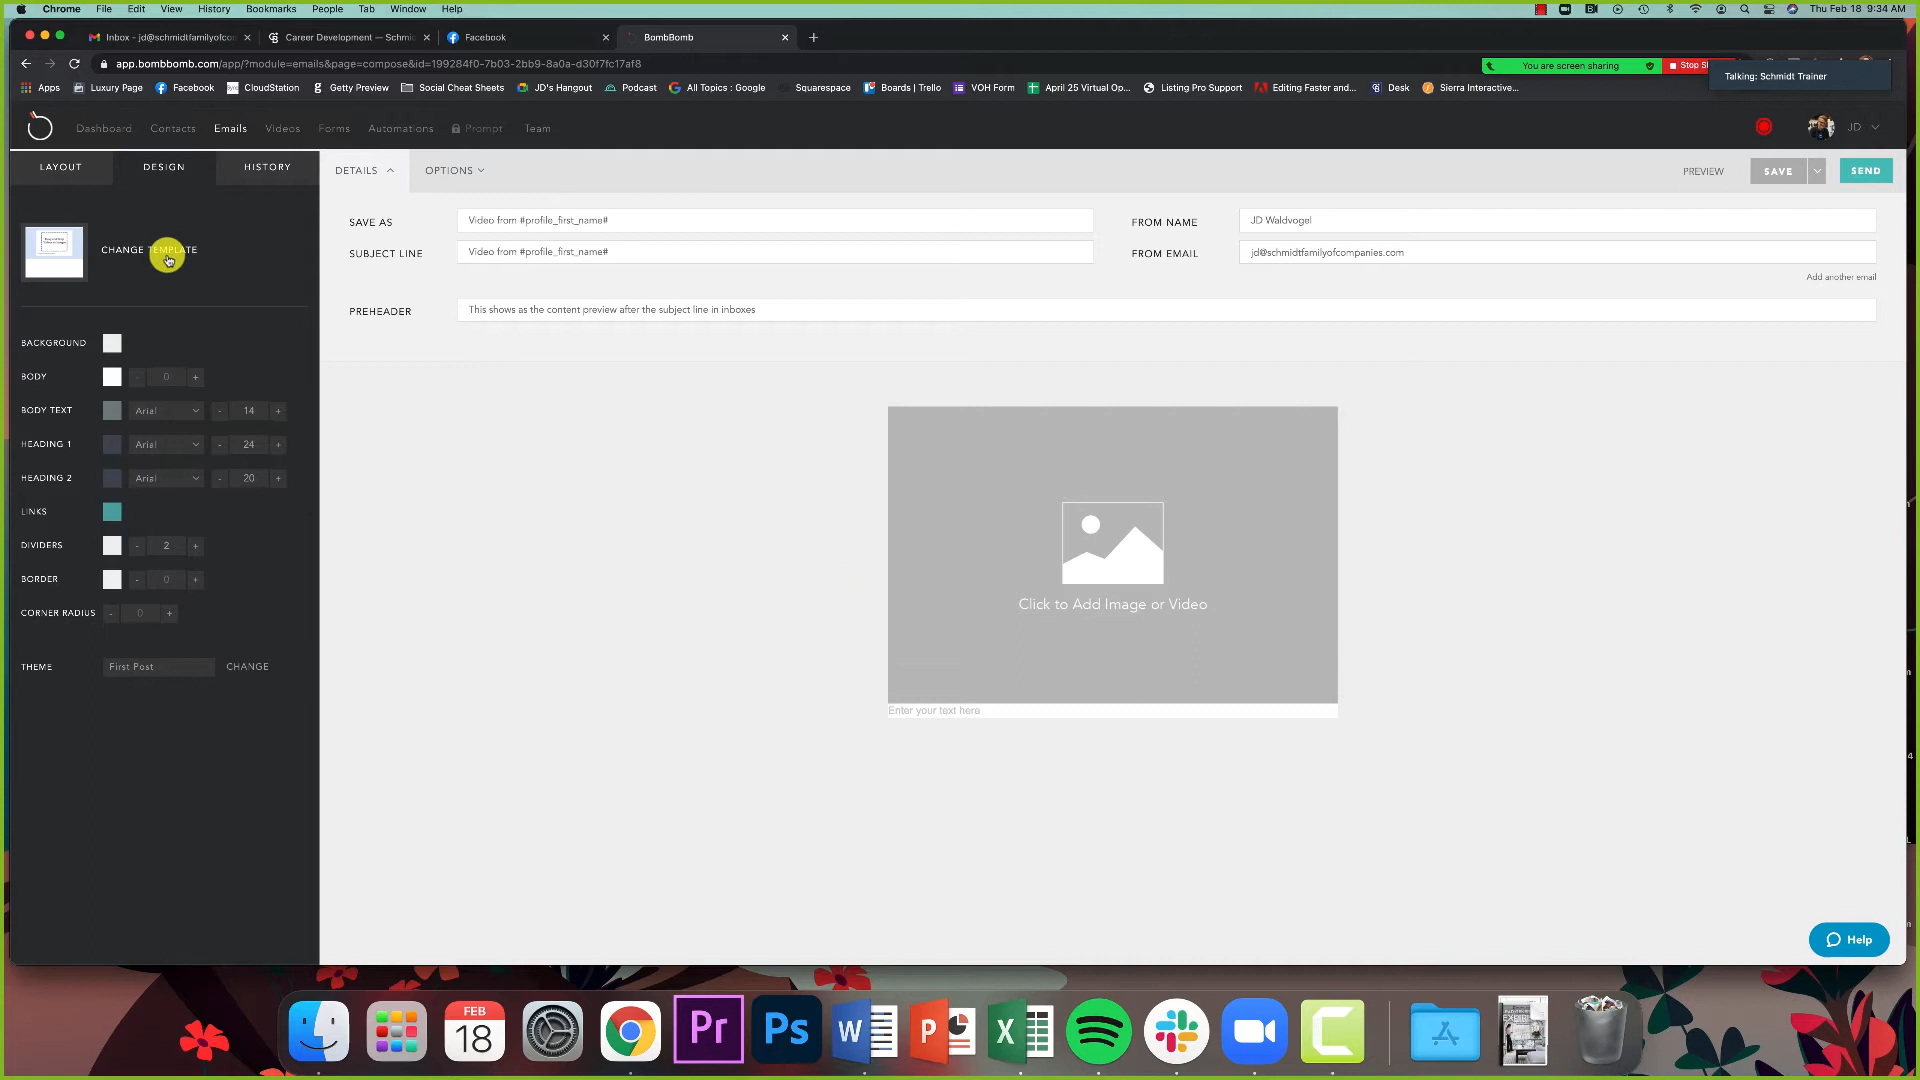 Chrome File Edit View History Bookmarks People Tab Window Help Thu Feb 18 9:34 AM
Inbox - jd@schmidtfamilyofcom Career Development — Schmid Facebook BombBomb
app.bombbomb.com/app/?module=emails&page=compose&id=199284f0-7b03-2bb9-8a0a-d30f7fc17af8
You are screen sharing Stop Sh
Talking: Schmidt Trainer
Apps Luxury Page Facebook CloudStation Getty Preview Social Cheat Sheets JD's Hangout Podcast All Topics : Google Squarespace Boards | Trello VOH Form April 25 Virtual Op... Listing Pro Support Editing Faster and... Desk Sierra Interactive...
Dashboard Contacts Emails Videos Forms Automations Prompt Team JD
LAYOUT DESIGN HISTORY
DETAILS OPTIONS PREVIEW SAVE SEND
CHANGE TEMPLATE
SAVE AS Video from #profile_first_name# FROM NAME JD Waldvogel
SUBJECT LINE Video from #profile_first_name# FROM EMAIL jd@schmidtfamilyofcompanies.com
Add another email
PREHEADER This shows as the content preview after the subject line in inboxes
BACKGROUND
BODY - 0 +
BODY TEXT Arial - 14 +
HEADING 1 Arial - 24 +
HEADING 2 Arial - 20 +
LINKS
DIVIDERS - 2 +
BORDER - 0 +
CORNER RADIUS - 0 +
THEME First Post CHANGE
Click to Add Image or Video
Enter your text here
Help
FEB
18
Pr Ps W P X